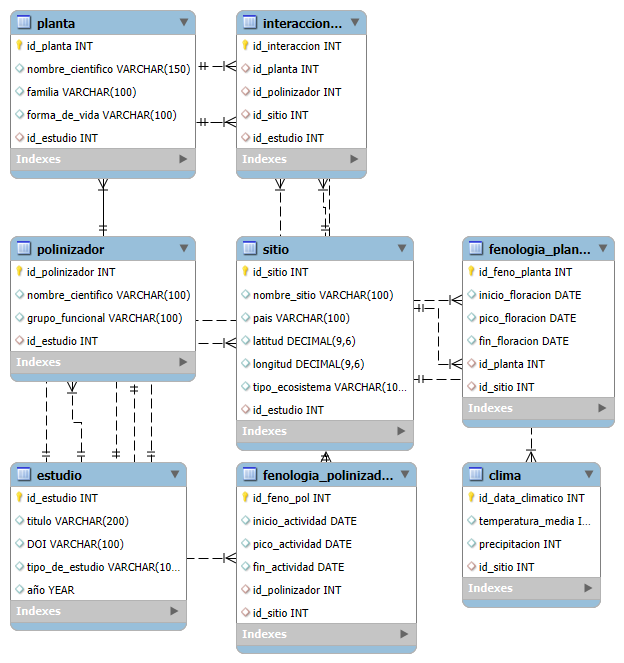 planta
id_planta INT
nombre_cientifico VARCHAR(150)
familia VARCHAR(100)
forma_de_vida VARCHAR(100)
id_estudio INT
Indexes
interaccion...
id_interaccion INT
id_planta INT
id_polinizador INT
id_sitio INT
id_estudio INT
Indexes
polinizador
id_polinizador INT
nombre_cientifico VARCHAR(100)
grupo_funcional VARCHAR(100)
id_estudio INT
Indexes
sitio
id_sitio INT
nombre_sitio VARCHAR(100)
pais VARCHAR(100)
latitud DECIMAL(9,6)
longitud DECIMAL(9,6)
tipo_ecosistema VARCHAR(10...
id_estudio INT
Indexes
fenologia_plan...
id_feno_planta INT
inicio_floracion DATE
pico_floracion DATE
fin_floracion DATE
id_planta INT
id_sitio INT
Indexes
estudio
id_estudio INT
titulo VARCHAR(200)
DOI VARCHAR(100)
tipo_de_estudio VARCHAR(10...
año YEAR
Indexes
fenologia_polinizad...
id_feno_pol INT
inicio_actividad DATE
pico_actividad DATE
fin_actividad DATE
id_polinizador INT
id_sitio INT
Indexes
clima
id_data_climatico INT
temperatura_media I...
precipitacion INT
id_sitio INT
Indexes